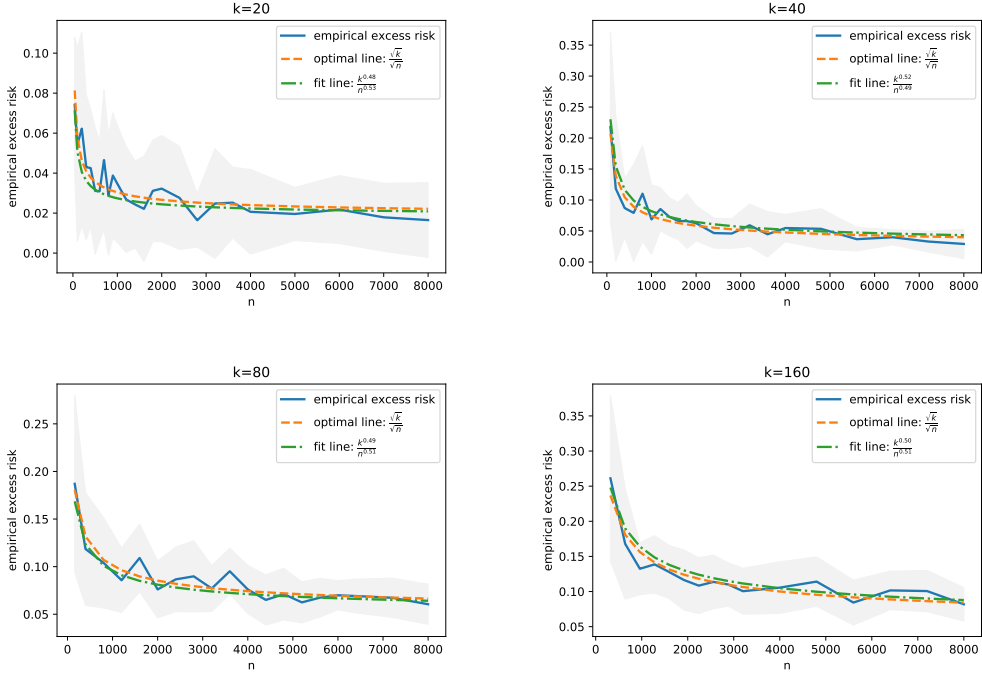 k=20
empirical excess risk
0.10
0.08
0.06
0.04
0.02
0.00
0 1000 2000 3000 4000 5000 6000 7000 8000
n
empirical excess risk
optimal line: √k/√n
fit line: k^0.48/n^0.53
k=40
empirical excess risk
0.35
0.30
0.25
0.20
0.15
0.10
0.05
0.00
0 1000 2000 3000 4000 5000 6000 7000 8000
n
empirical excess risk
optimal line: √k/√n
fit line: k^0.52/n^0.49
k=80
empirical excess risk
0.25
0.20
0.15
0.10
0.05
0 1000 2000 3000 4000 5000 6000 7000 8000
n
empirical excess risk
optimal line: √k/√n
fit line: k^0.49/n^0.51
k=160
empirical excess risk
0.35
0.30
0.25
0.20
0.15
0.10
0.05
0 1000 2000 3000 4000 5000 6000 7000 8000
n
empirical excess risk
optimal line: √k/√n
fit line: k^0.50/n^0.51